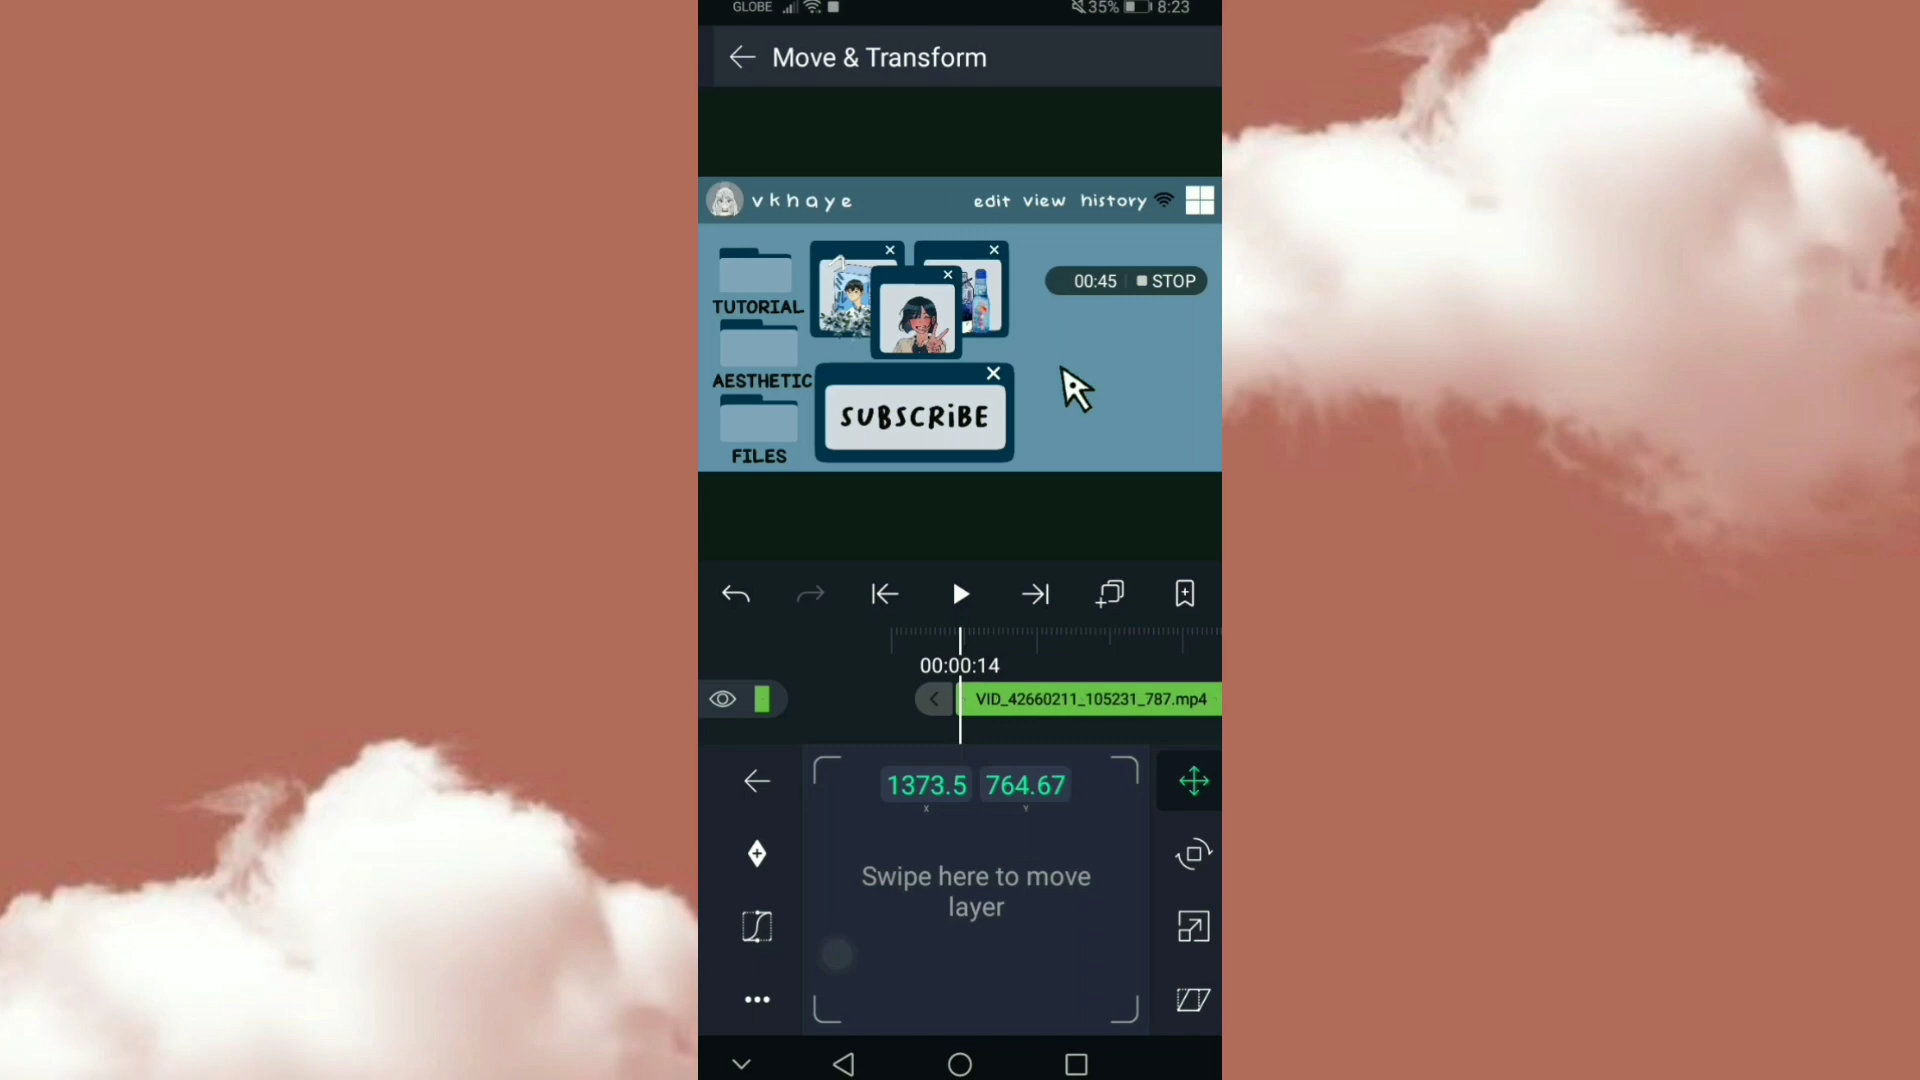 GLOBE 35% 8:23
Move & Transform
vkhaye edit view history
00:45 STOP
TUTORIAL
AESTHETIC
SUBSCRiBE
FILES
00:00:14
VID_42660211_105231_787.mp4
1373.5 764.67
X Y
Swipe here to move
layer